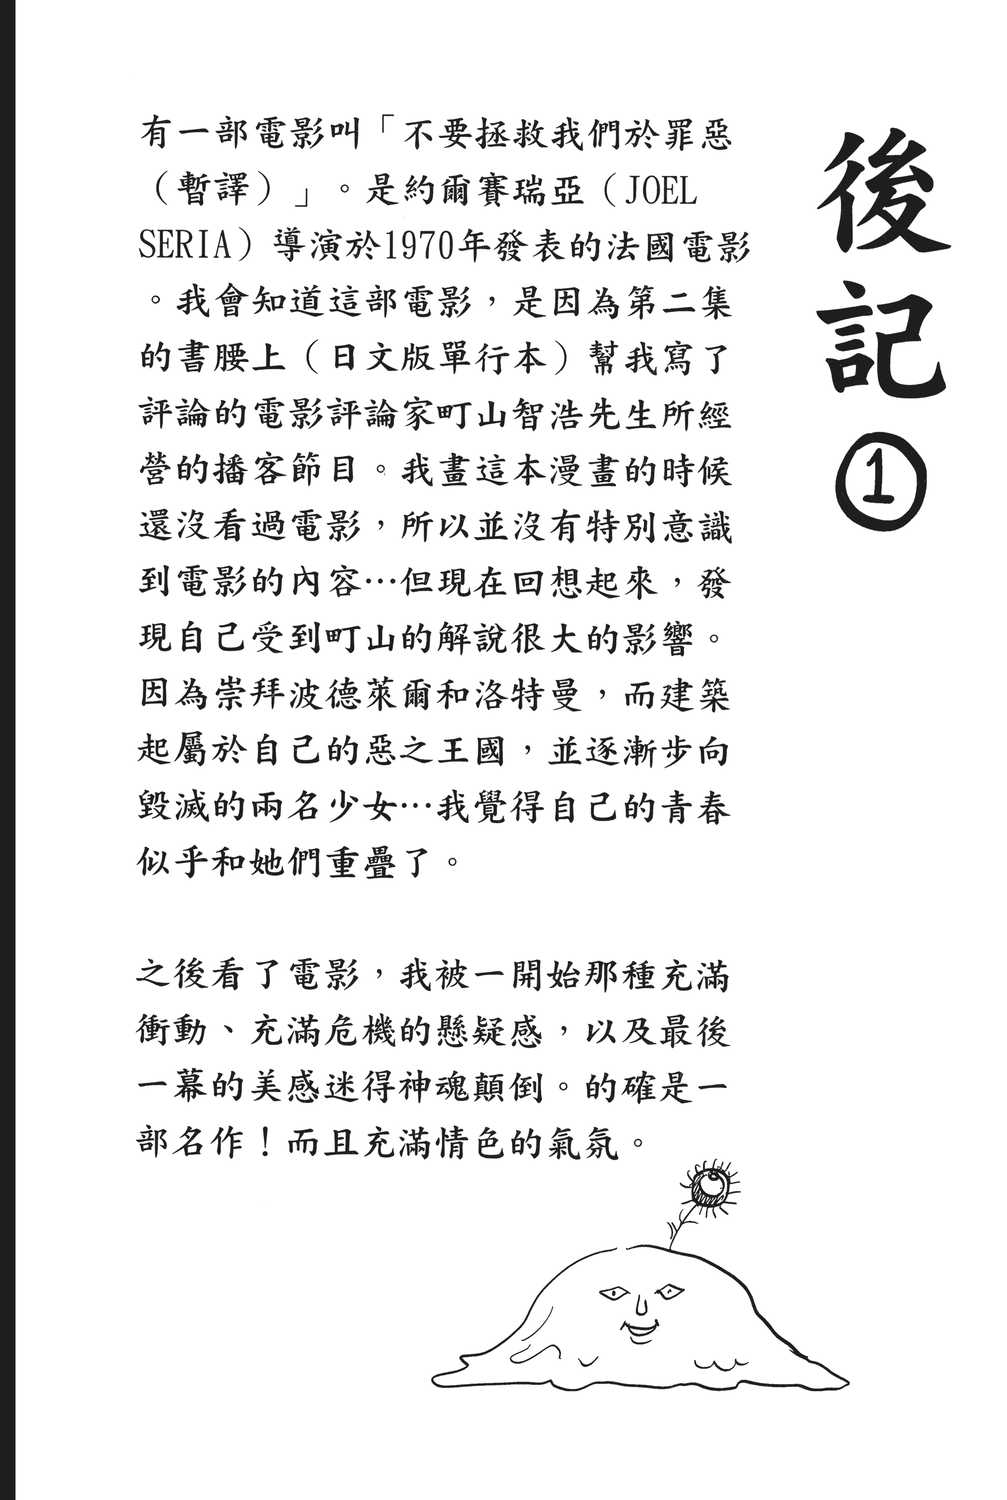 後記①
有一部電影叫「不要拯救我們於罪惡
（暫譯）」。是約爾賽瑞亞（JOEL
SERIA）導演於1970年發表的法國電影
。我會知道這部電影，是因為第二集
的書腰上（日文版單行本）幫我寫了
評論的電影評論家町山智浩先生所經
營的播客節目。我畫這本漫畫的時候
還沒看過電影，所以並沒有特別意識
到電影的內容…但現在回想起來，發
現自己受到町山的解說很大的影響。
因為崇拜波德萊爾和洛特曼，而建築
起屬於自己的惡之王國，並逐漸步向
毀滅的兩名少女…我覺得自己的青春
似乎和她們重疊了。
之後看了電影，我被一開始那種充滿
衝動、充滿危機的懸疑感，以及最後
一幕的美感迷得神魂顛倒。的確是一
部名作！而且充滿情色的氣氛。